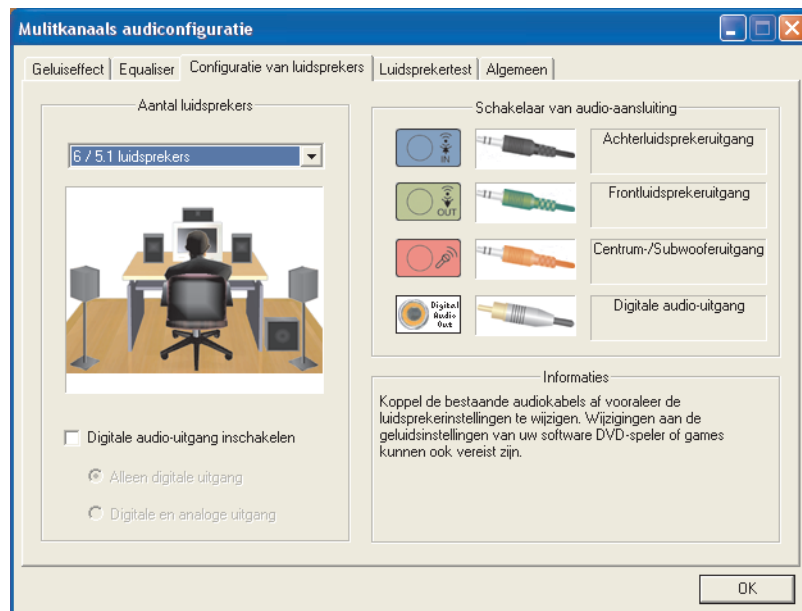 Mulitkanaals audiconfiguratie
Geluiseffect
Equaliser
Configuratie van luidsprekers
Luidsprekertest
Algemeen
Aantal luidsprekers
6 / 5.1 luidsprekers
Digitale audio-uitgang inschakelen
Alleen digitale uitgang
Digitale en analoge uitgang
Schakelaar van audio-aansluiting
IN
Achterluidsprekeruitgang
OUT
Frontluidsprekeruitgang
Centrum-/Subwooferuitgang
Digital
Audio
Out
Digitale audio-uitgang
Informaties
Koppel de bestaande audiokabels af vooraleer de
luidsprekerinstellingen te wijzigen. Wijzigingen aan de
geluidsinstellingen van uw software DVD-speler of games
kunnen ook vereist zijn.
OK